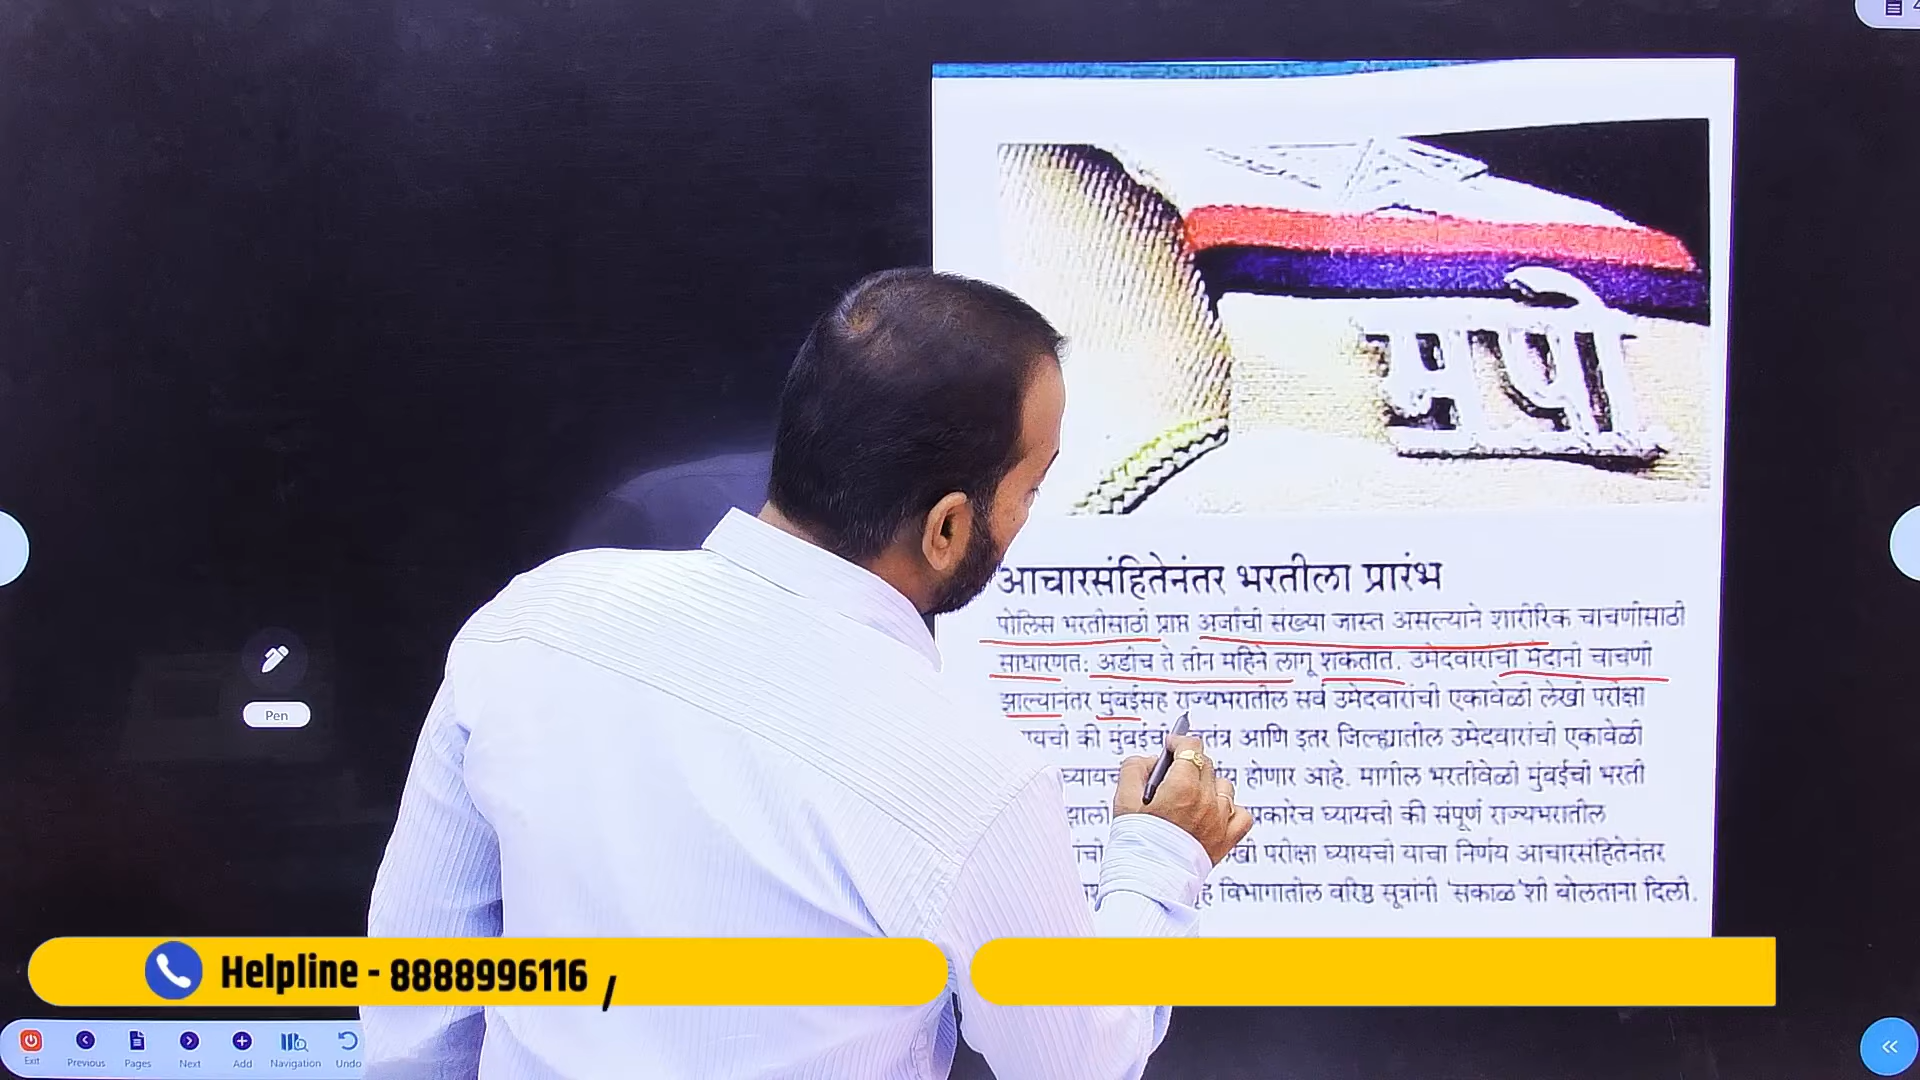 मपो
आचारसंहितेनंतर भरतीला प्रारंभ
पोलिस भरतीसाठी प्राप्त अर्जांची संख्या जास्त असल्याने शारीरिक चाचणीसाठी
साधारणत: अडीच ते तीन महिने लागू शकतात. उमेदवारांची मैदानी चाचणी
झाल्यानंतर मुंबईसह राज्यभरातील सर्व उमेदवारांची एकावेळी लेखी परीक्षा
की मुंबईची आणि इतर जिल्ह्यातील उमेदवारांची एकावेळी
होणार आहे. मागील भरतीवेळी मुंबईची भरती
घ्यायची की संपूर्ण राज्यभरातील
परीक्षा घ्यायची याचा निर्णय आचारसंहितेनंतर
विभागातील वरिष्ठ सूत्रांनी 'सकाळ'शी बोलताना दिली.
Pen
Helpline - 8888996116 /
Exit Previous Pages Next Add Navigation Undo